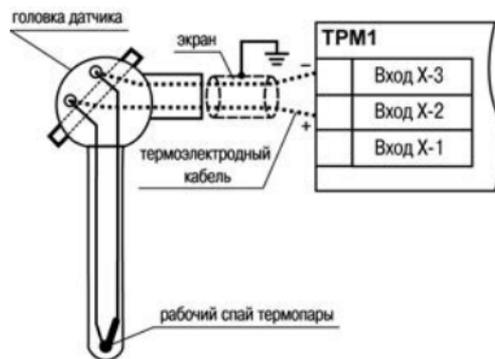 головка датчика
экран
ТРМ1
–
Вход X-3
Вход X-2
+
Вход X-1
термоэлектродный
кабель
рабочий спай термопары